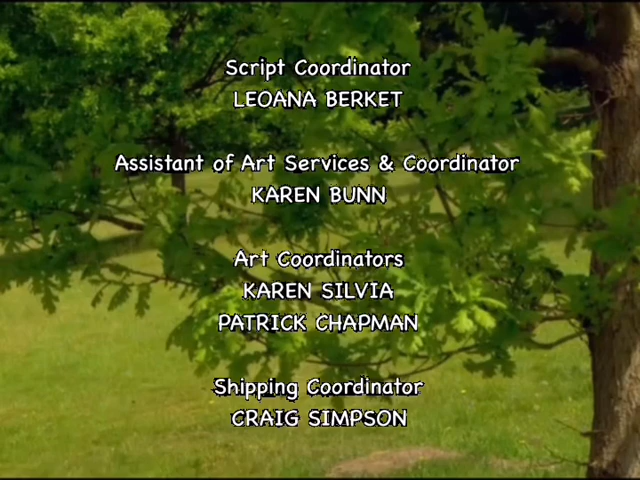 Script Coordinator
LEOANA BERKET
Assistant of Art Services & Coordinator
KAREN BUNN
Art Coordinators
KAREN SILVIA
PATRICK CHAPMAN
Shipping Coordinator
CRAIG SIMPSON